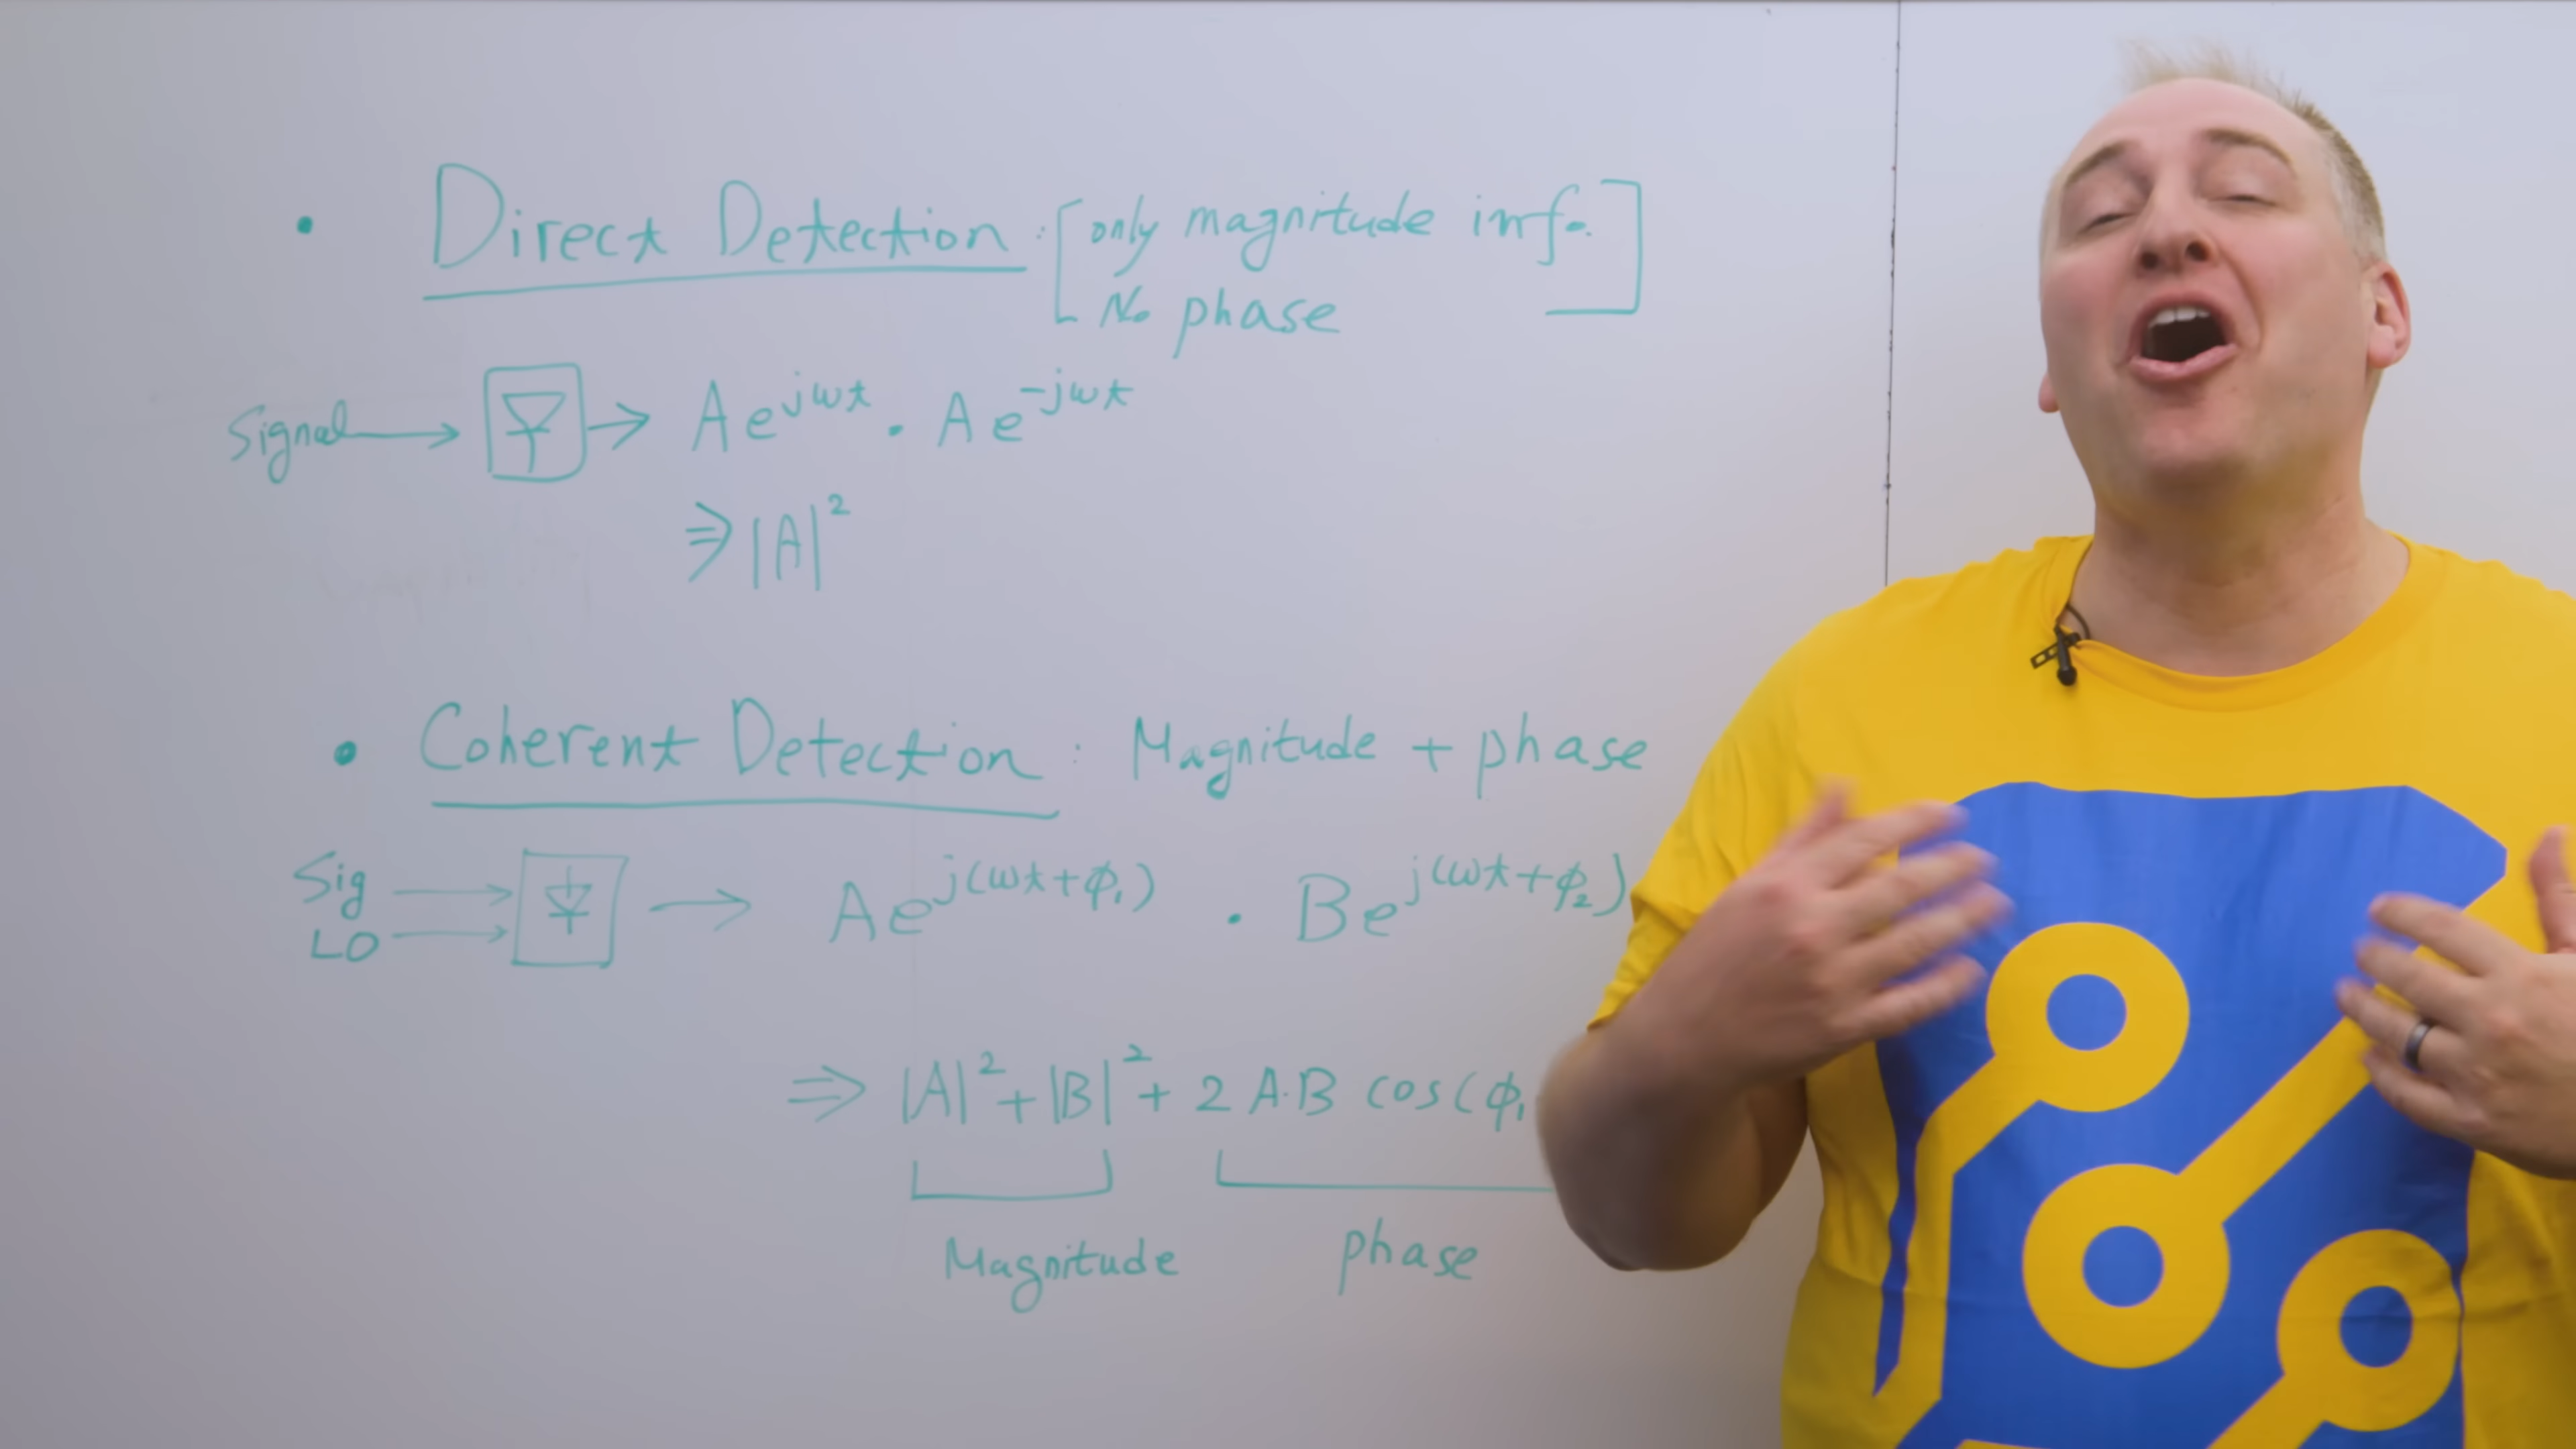 • Direct Detection : [only magnitude info.
No phase]
Signal → → Ae^{jωt} · Ae^{-jωt}
⇒ |A|²
• Coherent Detection : Magnitude + phase
Sig
LO → Ae^{j(ωt+ϕ₁)} · Be^{j(ωt+ϕ₂)}
⇒ |A|² + |B|² + 2 A·B cos(ϕ₁
Magnitude phase